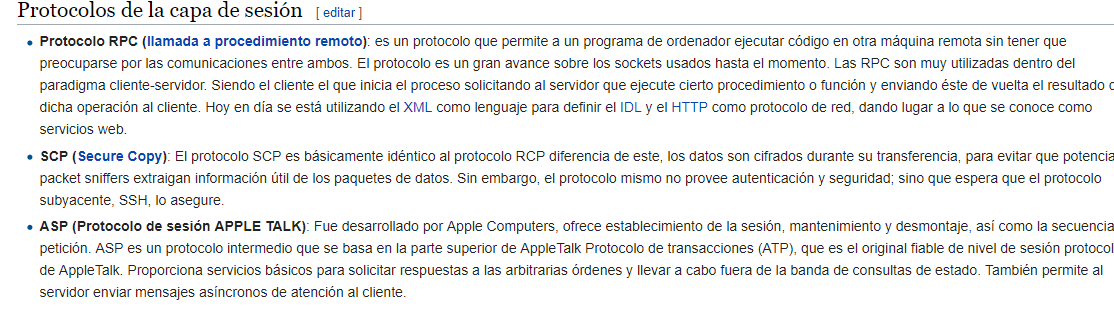 Protocolos de la capa de sesión [ editar ]
Protocolo RPC (llamada a procedimiento remoto): es un protocolo que permite a un programa de ordenador ejecutar código en otra máquina remota sin tener que
preocuparse por las comunicaciones entre ambos. El protocolo es un gran avance sobre los sockets usados hasta el momento. Las RPC son muy utilizadas dentro del
paradigma cliente-servidor. Siendo el cliente el que inicia el proceso solicitando al servidor que ejecute cierto procedimiento o función y enviando éste de vuelta el resultado
dicha operación al cliente. Hoy en día se está utilizando el XML como lenguaje para definir el IDL y el HTTP como protocolo de red, dando lugar a lo que se conoce como
servicios web.
SCP (Secure Copy): El protocolo SCP es básicamente idéntico al protocolo RCP diferencia de este, los datos son cifrados durante su transferencia, para evitar que potencia
packet sniffers extraigan información útil de los paquetes de datos. Sin embargo, el protocolo mismo no provee autenticación y seguridad; sino que espera que el protocolo
subyacente, SSH, lo asegure.
ASP (Protocolo de sesión APPLE TALK): Fue desarrollado por Apple Computers, ofrece establecimiento de la sesión, mantenimiento y desmontaje, así como la secuencia
petición. ASP es un protocolo intermedio que se basa en la parte superior de AppleTalk Protocolo de transacciones (ATP), que es el original fiable de nivel de sesión protocol
de AppleTalk. Proporciona servicios básicos para solicitar respuestas a las arbitrarias órdenes y llevar a cabo fuera de la banda de consultas de estado. También permite al
servidor enviar mensajes asíncronos de atención al cliente.